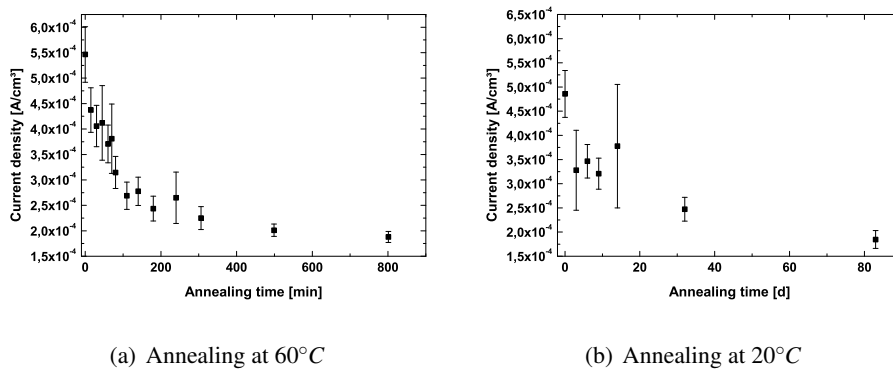 6,0x10⁻⁴
5,5x10⁻⁴
5,0x10⁻⁴
4,5x10⁻⁴
4,0x10⁻⁴
3,5x10⁻⁴
3,0x10⁻⁴
2,5x10⁻⁴
2,0x10⁻⁴
1,5x10⁻⁴
Current density [A/cm³]
0 200 400 600 800
Annealing time [min]
(a) Annealing at 60°C
6,5x10⁻⁴
6,0x10⁻⁴
5,5x10⁻⁴
5,0x10⁻⁴
4,5x10⁻⁴
4,0x10⁻⁴
3,5x10⁻⁴
3,0x10⁻⁴
2,5x10⁻⁴
2,0x10⁻⁴
1,5x10⁻⁴
Current density [A/cm³]
0 20 40 60 80
Annealing time [d]
(b) Annealing at 20°C